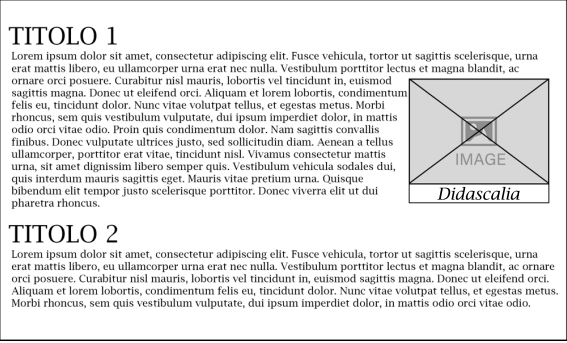 TITOLO 1
Lorem ipsum dolor sit amet, consectetur adipiscing elit. Fusce vehicula, tortor ut sagittis scelerisque, urna
erat mattis libero, eu ullamcorper urna erat nec nulla. Vestibulum porttitor lectus et magna blandit, ac
ornare orci posuere. Curabitur nisl mauris, lobortis vel tincidunt in, euismod
sagittis magna. Donec ut eleifend orci. Aliquam et lorem lobortis, condimentum
felis eu, tincidunt dolor. Nunc vitae volutpat tellus, et egestas metus. Morbi
rhoncus, sem quis vestibulum vulputate, dui ipsum imperdiet dolor, in mattis
odio orci vitae odio. Proin quis condimentum dolor. Nam sagittis convallis
finibus. Donec vulputate ultrices justo, sed sollicitudin diam. Aenean a tellus
ullamcorper, porttitor erat vitae, tincidunt nisl. Vivamus consectetur mattis
urna, sit amet dignissim libero semper quis. Vestibulum vehicula sodales dui,
quis interdum mauris sagittis eget. Mauris vitae pretium urna. Quisque
bibendum elit tempor justo scelerisque porttitor. Donec viverra elit ut dui
pharetra rhoncus.
IMAGE
Didascalia
TITOLO 2
Lorem ipsum dolor sit amet, consectetur adipiscing elit. Fusce vehicula, tortor ut sagittis scelerisque, urna
erat mattis libero, eu ullamcorper urna erat nec nulla. Vestibulum porttitor lectus et magna blandit, ac ornare
orci posuere. Curabitur nisl mauris, lobortis vel tincidunt in, euismod sagittis magna. Donec ut eleifend orci.
Aliquam et lorem lobortis, condimentum felis eu, tincidunt dolor. Nunc vitae volutpat tellus, et egestas metus.
Morbi rhoncus, sem quis vestibulum vulputate, dui ipsum imperdiet dolor, in mattis odio orci vitae odio.